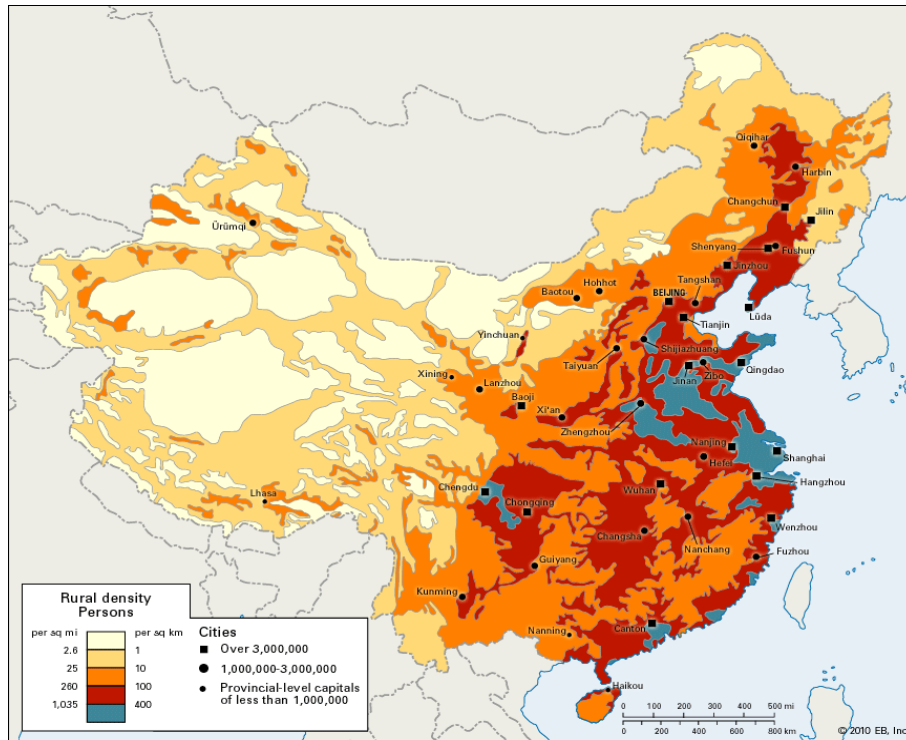 Qiqihar
Harbin
Changchun
Jilin
Ürümqi
Shenyang
Fushun
Jinzhou
Tangshan
Hohhot
Baotou
BEIJING
Lüda
Tianjin
Yinchuan
Shijiazhuang
Taiyuan
Xining
Lanzhou
Zibo
Qingdao
Jinan
Baoji
Xi'an
Zhengzhou
Nanjing
Shanghai
Hefei
Chengdu
Hangzhou
Lhasa
Wuhan
Chongqing
Wenzhou
Changsha
Nanchang
Fuzhou
Guiyang
Kunming
Canton
Nanning
Haikou
Rural density
Persons
per sq mi per sq km
2.6 1
25 10
260 100
1,035 400
Cities
Over 3,000,000
1,000,000-3,000,000
Provincial-level capitals
of less than 1,000,000
0 100 200 300 400 500 mi
0 200 400 600 800 km
© 2010 EB, Inc